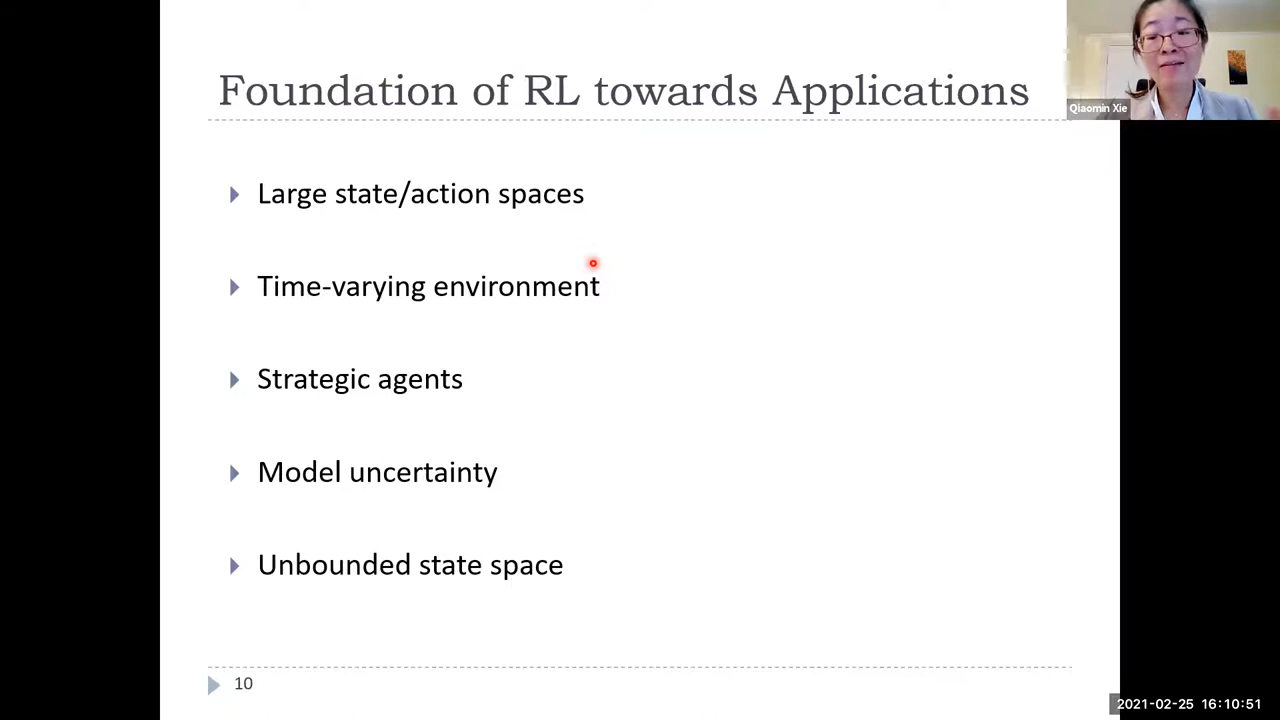 Foundation of RL towards Applications
Qiaomin Xie
Large state/action spaces
Time-varying environment
Strategic agents
Model uncertainty
Unbounded state space
10
2021-02-25 16:10:51